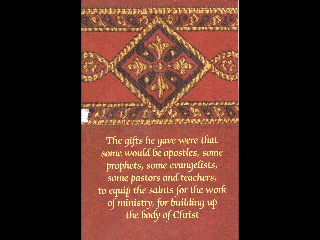 The gifts he gave were that
some would be apostles, some
prophets, some evangelists,
some pastors and teachers,
to equip the saints for the work
of ministry, for building up
the body of Christ